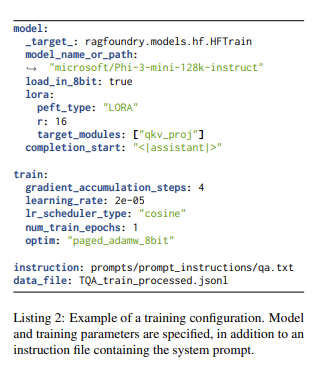 model:
  _target_: ragfoundry.models.hf.HFTrain
  model_name_or_path:
  ↪ "microsoft/Phi-3-mini-128k-instruct"
  load_in_8bit: true
  lora:
    peft_type: "LORA"
    r: 16
    target_modules: ["qkv_proj"]
  completion_start: "<|assistant|>"

train:
  gradient_accumulation_steps: 4
  learning_rate: 2e-05
  lr_scheduler_type: "cosine"
  num_train_epochs: 1
  optim: "paged_adamw_8bit"

instruction: prompts/prompt_instructions/qa.txt
data_file: TQA_train_processed.jsonl

Listing 2: Example of a training configuration. Model
and training parameters are specified, in addition to an
instruction file containing the system prompt.